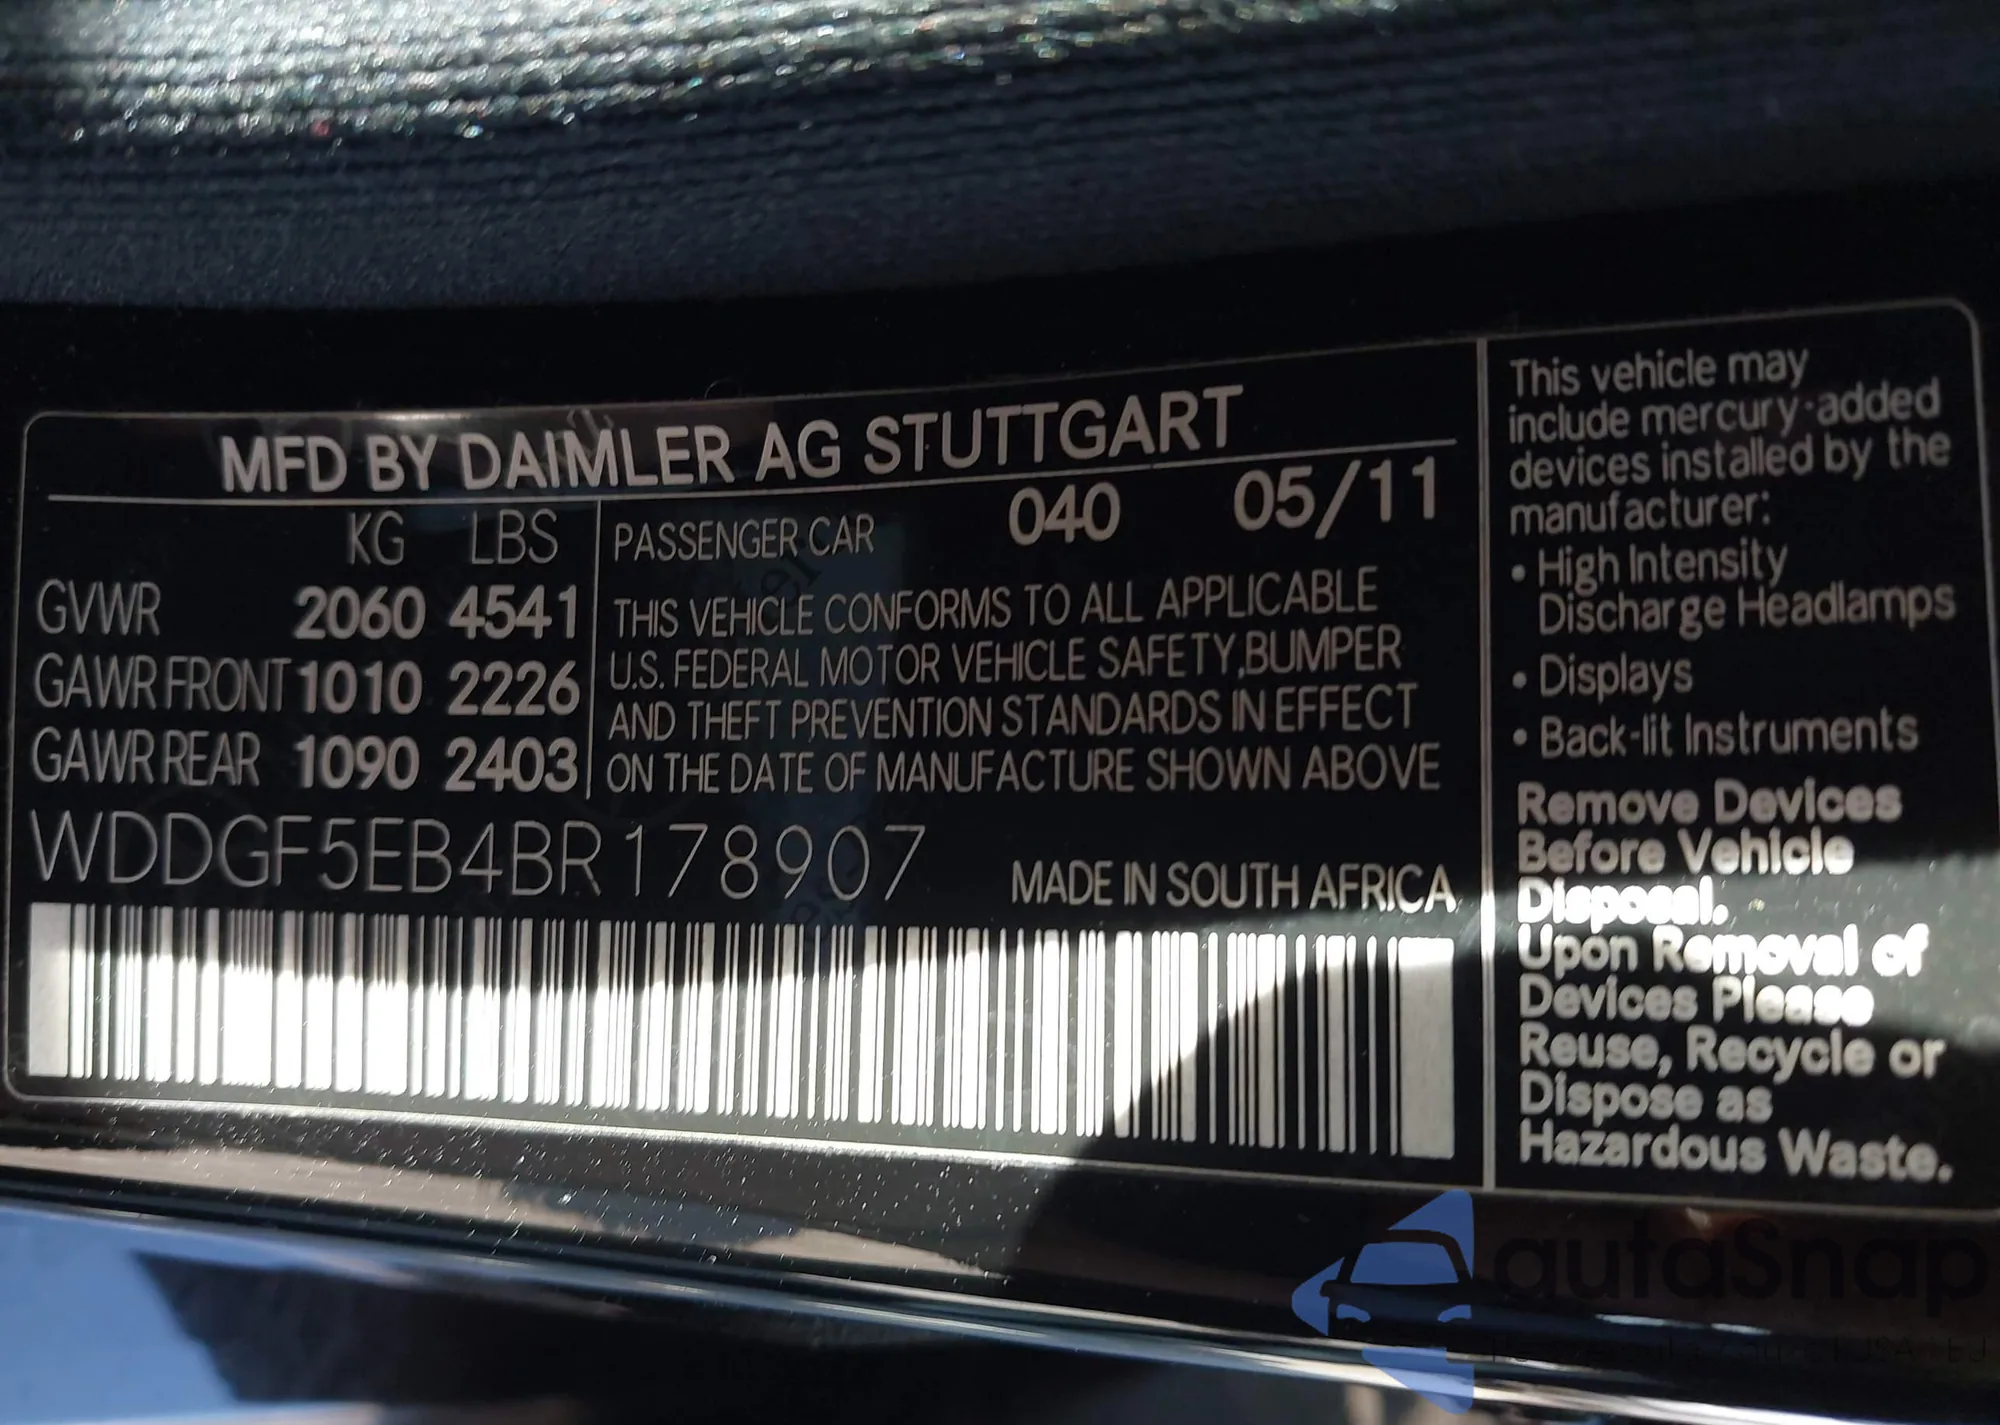 MFD BY DAIMLER AG STUTTGART
KG LBS
GVWR 2060 4541
GAWR FRONT 1010 2226
GAWR REAR 1090 2403
PASSENGER CAR 040 05/11
THIS VEHICLE CONFORMS TO ALL APPLICABLE
U.S. FEDERAL MOTOR VEHICLE SAFETY,BUMPER
AND THEFT PREVENTION STANDARDS IN EFFECT
ON THE DATE OF MANUFACTURE SHOWN ABOVE
WDDGF5EB4BR178907
MADE IN SOUTH AFRICA
This vehicle may
include mercury-added
devices installed by the
manufacturer:
• High Intensity
Discharge Headlamps
• Displays
• Back-lit Instruments
Remove Devices
Before Vehicle
Disposal.
Upon Removal of
Devices Please
Reuse, Recycle or
Dispose as
Hazardous Waste.
autaSnap